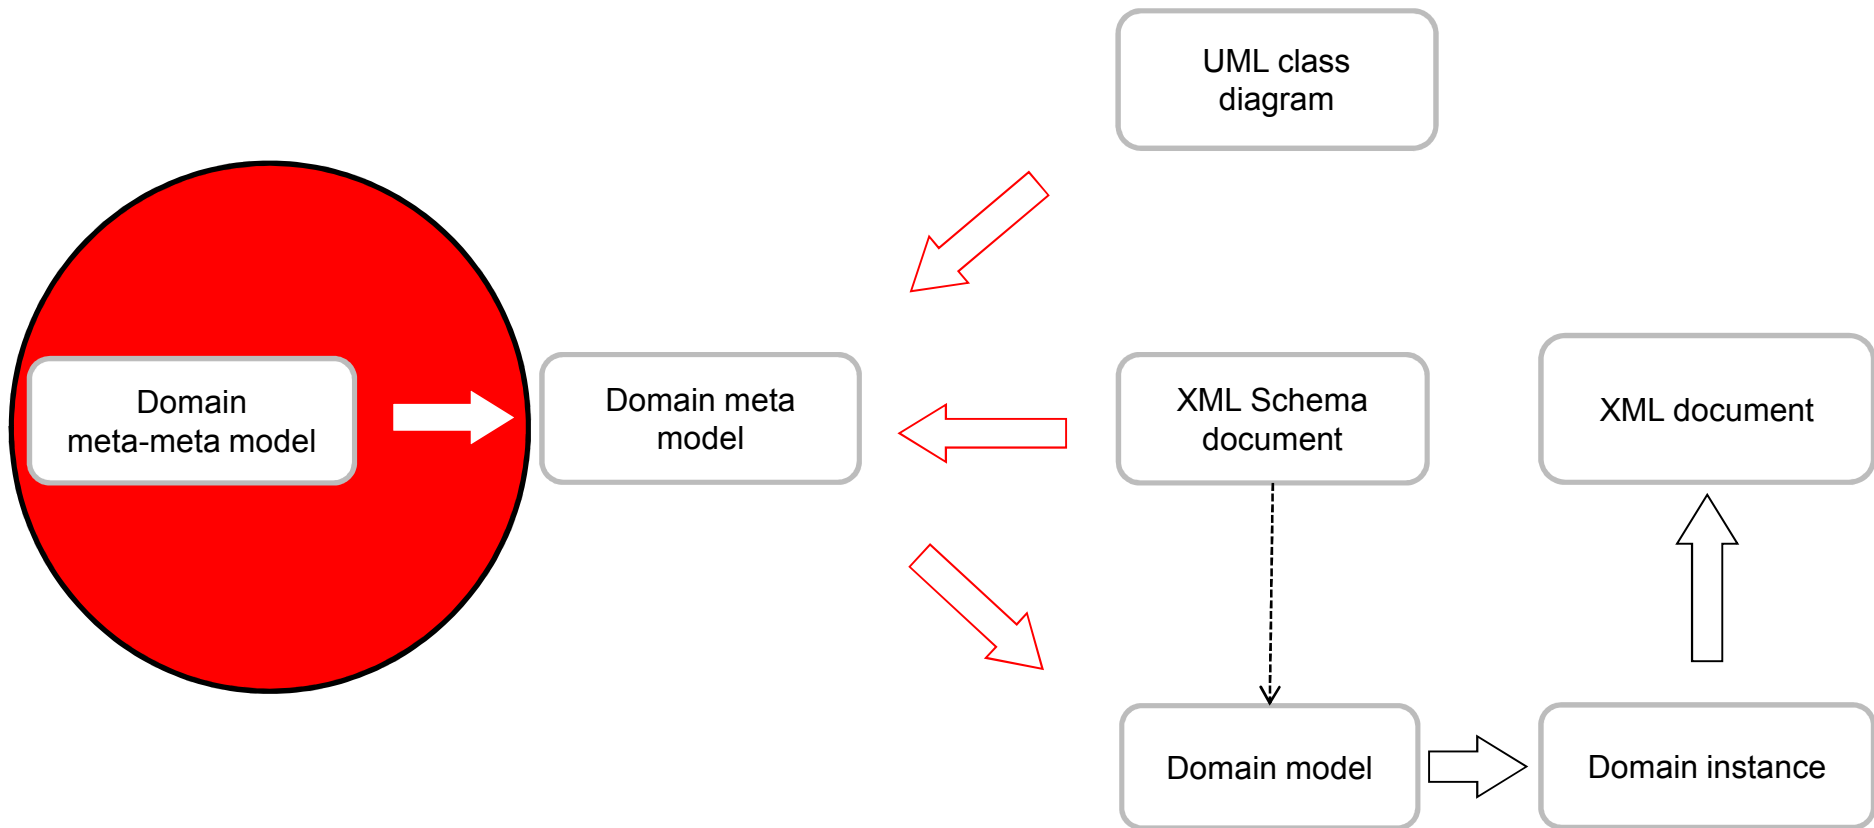 UML class
diagram
Domain
meta-meta model
Domain meta
model
XML Schema
document
XML document
Domain model
Domain instance